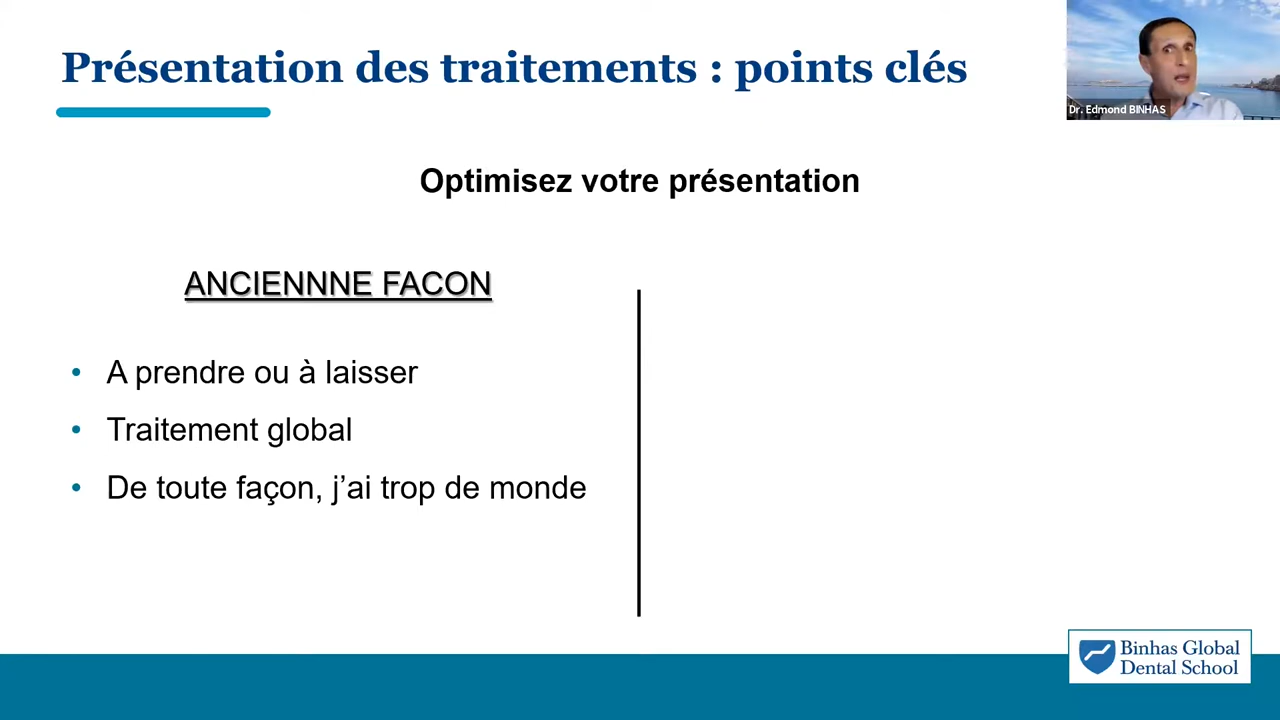 Présentation des traitements : points clés
Dr. Edmond BINHAS
Optimisez votre présentation
ANCIENNNE FACON
• A prendre ou à laisser
• Traitement global
• De toute façon, j’ai trop de monde
Binhas Global
Dental School